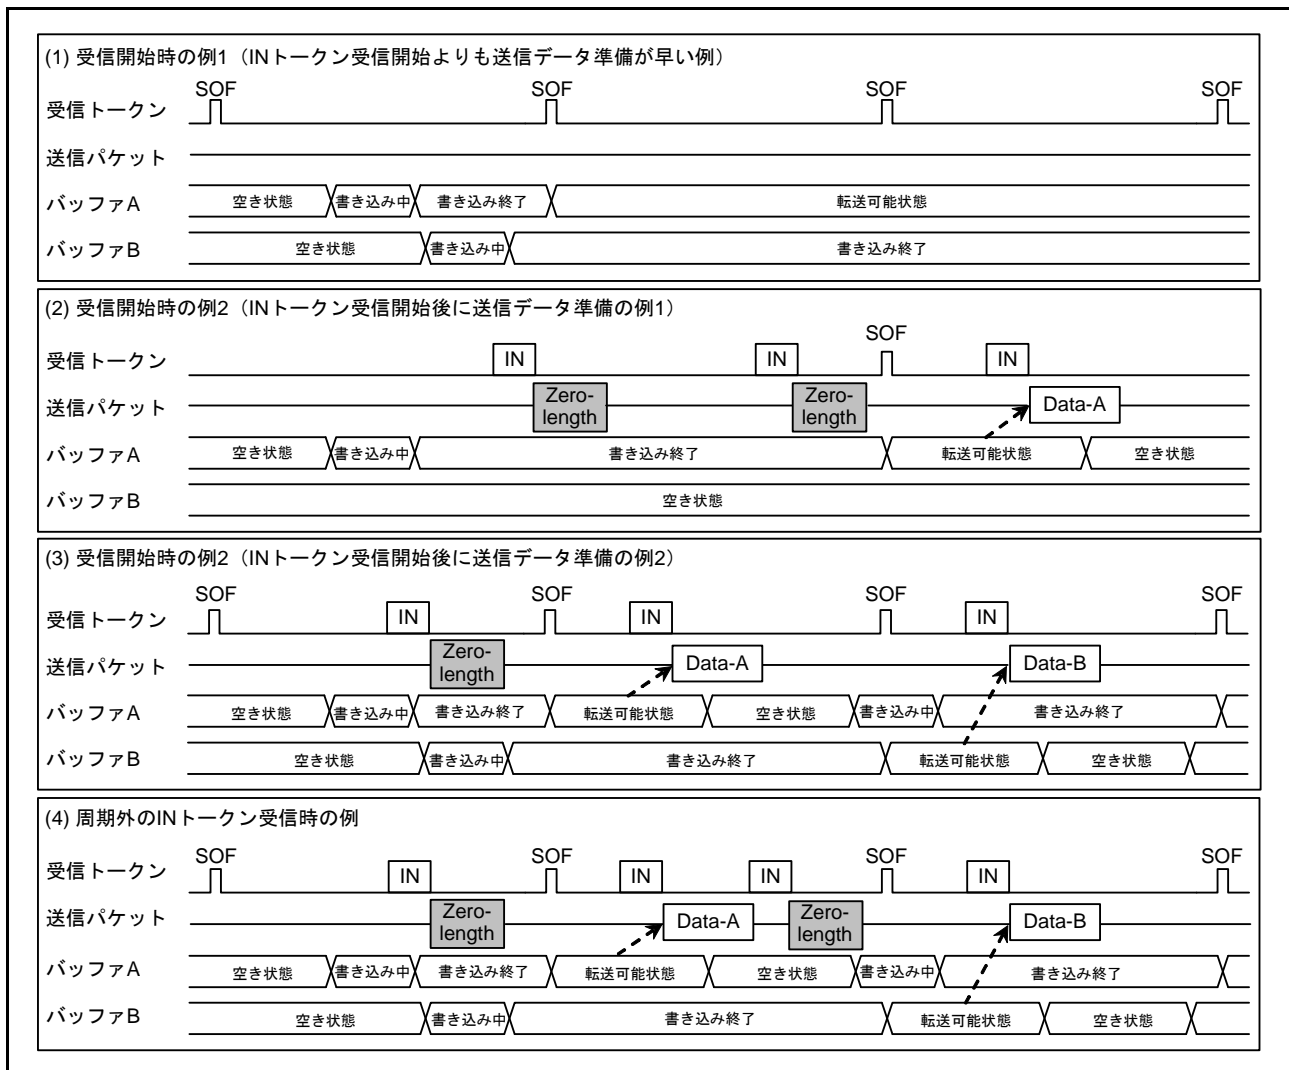 (1) 受信開始時の例1（INトークン受信開始よりも送信データ準備が早い例）
SOF SOF SOF SOF
受信トークン
送信パケット
バッファA 空き状態 書き込み中 書き込み終了 転送可能状態
バッファB 空き状態 書き込み中 書き込み終了
(2) 受信開始時の例2（INトークン受信開始後に送信データ準備の例1）
SOF
受信トークン IN IN IN
送信パケット Zero-length Zero-length Data-A
バッファA 空き状態 書き込み中 書き込み終了 転送可能状態 空き状態
バッファB 空き状態
(3) 受信開始時の例2（INトークン受信開始後に送信データ準備の例2）
SOF SOF SOF SOF
受信トークン IN IN IN
送信パケット Zero-length Data-A Data-B
バッファA 空き状態 書き込み中 書き込み終了 転送可能状態 空き状態 書き込み中 書き込み終了
バッファB 空き状態 書き込み中 書き込み終了 転送可能状態 空き状態
(4) 周期外のINトークン受信時の例
SOF SOF SOF SOF
受信トークン IN IN IN IN
送信パケット Zero-length Data-A Zero-length Data-B
バッファA 空き状態 書き込み中 書き込み終了 転送可能状態 空き状態 書き込み中 書き込み終了
バッファB 空き状態 書き込み中 書き込み終了 転送可能状態 空き状態